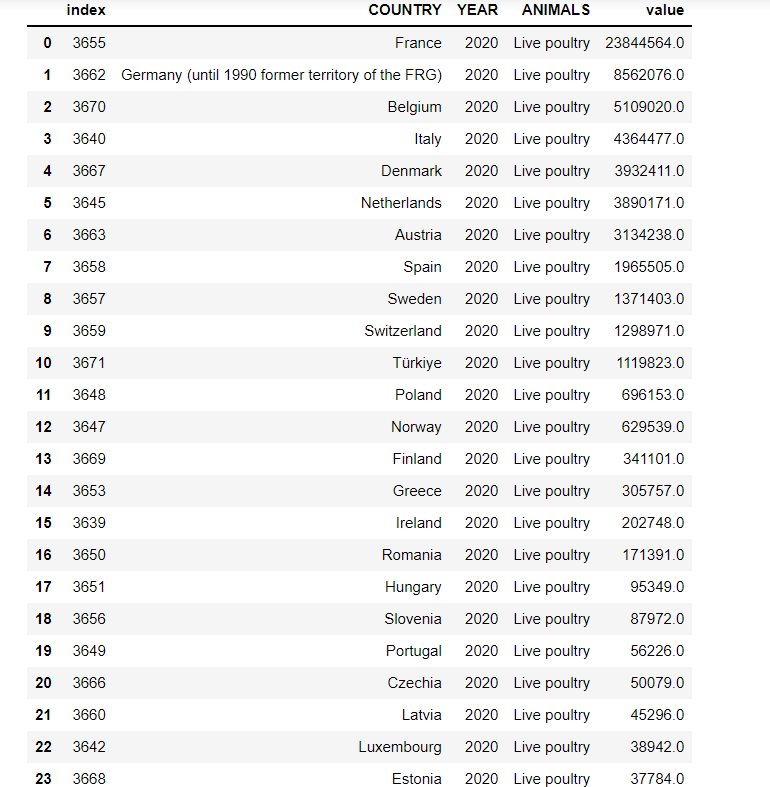 index COUNTRY YEAR ANIMALS value
0 3655 France 2020 Live poultry 23844564.0
1 3662 Germany (until 1990 former territory of the FRG) 2020 Live poultry 8562076.0
2 3670 Belgium 2020 Live poultry 5109020.0
3 3640 Italy 2020 Live poultry 4364477.0
4 3667 Denmark 2020 Live poultry 3932411.0
5 3645 Netherlands 2020 Live poultry 3890171.0
6 3663 Austria 2020 Live poultry 3134238.0
7 3658 Spain 2020 Live poultry 1965505.0
8 3657 Sweden 2020 Live poultry 1371403.0
9 3659 Switzerland 2020 Live poultry 1298971.0
10 3671 Türkiye 2020 Live poultry 1119823.0
11 3648 Poland 2020 Live poultry 696153.0
12 3647 Norway 2020 Live poultry 629539.0
13 3669 Finland 2020 Live poultry 341101.0
14 3653 Greece 2020 Live poultry 305757.0
15 3639 Ireland 2020 Live poultry 202748.0
16 3650 Romania 2020 Live poultry 171391.0
17 3651 Hungary 2020 Live poultry 95349.0
18 3656 Slovenia 2020 Live poultry 87972.0
19 3649 Portugal 2020 Live poultry 56226.0
20 3666 Czechia 2020 Live poultry 50079.0
21 3660 Latvia 2020 Live poultry 45296.0
22 3642 Luxembourg 2020 Live poultry 38942.0
23 3668 Estonia 2020 Live poultry 37784.0